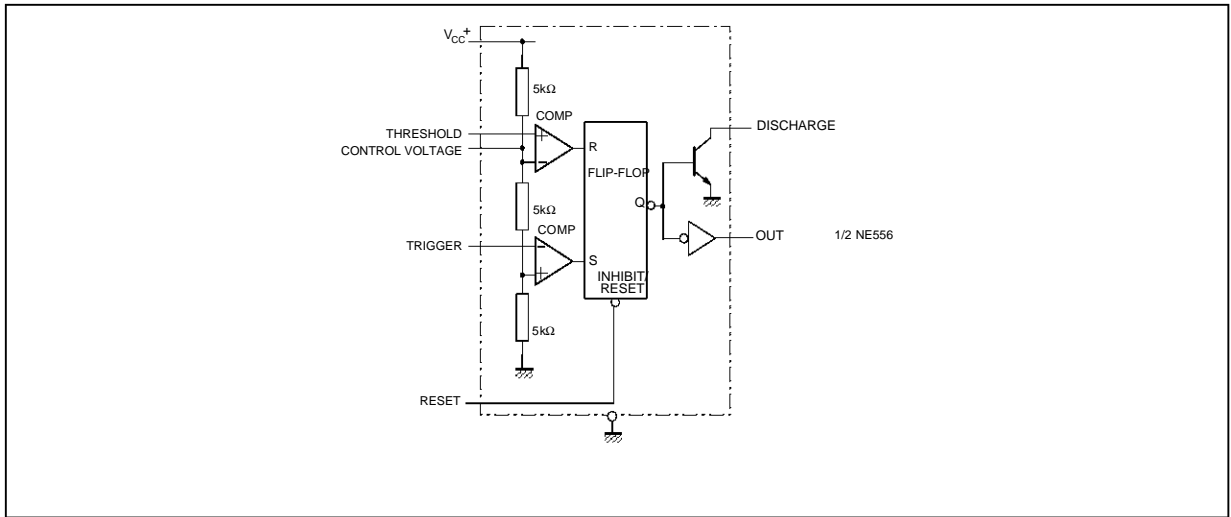 VCC+
5kΩ
COMP
THRESHOLD
CONTROL VOLTAGE
R
FLIP-FLOP
DISCHARGE
Q
5kΩ
COMP
TRIGGER
OUT
1/2 NE556
S
INHIBIT/
RESET
5kΩ
RESET